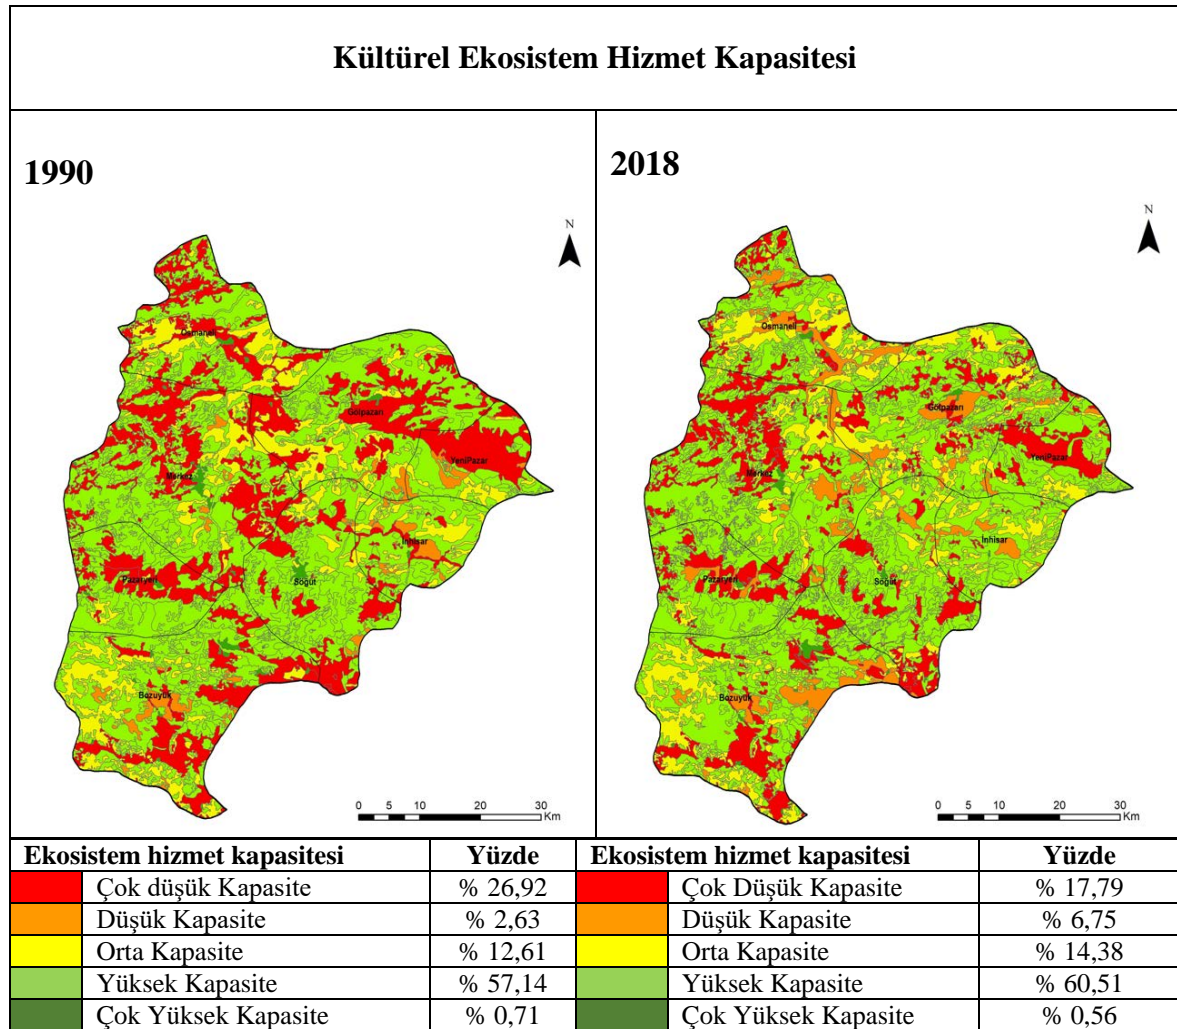 Kültürel Ekosistem Hizmet Kapasitesi
1990
N
Osmaneli
Gölpazarı
YeniPazar
Merkez
İnhisar
Pazaryeri
Söğüt
Bozüyük
0 5 10 20 30
Km
2018
N
Osmaneli
Gölpazarı
YeniPazar
Merkez
İnhisar
Pazaryeri
Söğüt
Bozüyük
0 5 10 20 30
Km
Ekosistem hizmet kapasitesi Yüzde Ekosistem hizmet kapasitesi Yüzde
Çok düşük Kapasite % 26,92 Çok Düşük Kapasite % 17,79
Düşük Kapasite % 2,63 Düşük Kapasite % 6,75
Orta Kapasite % 12,61 Orta Kapasite % 14,38
Yüksek Kapasite % 57,14 Yüksek Kapasite % 60,51
Çok Yüksek Kapasite % 0,71 Çok Yüksek Kapasite % 0,56